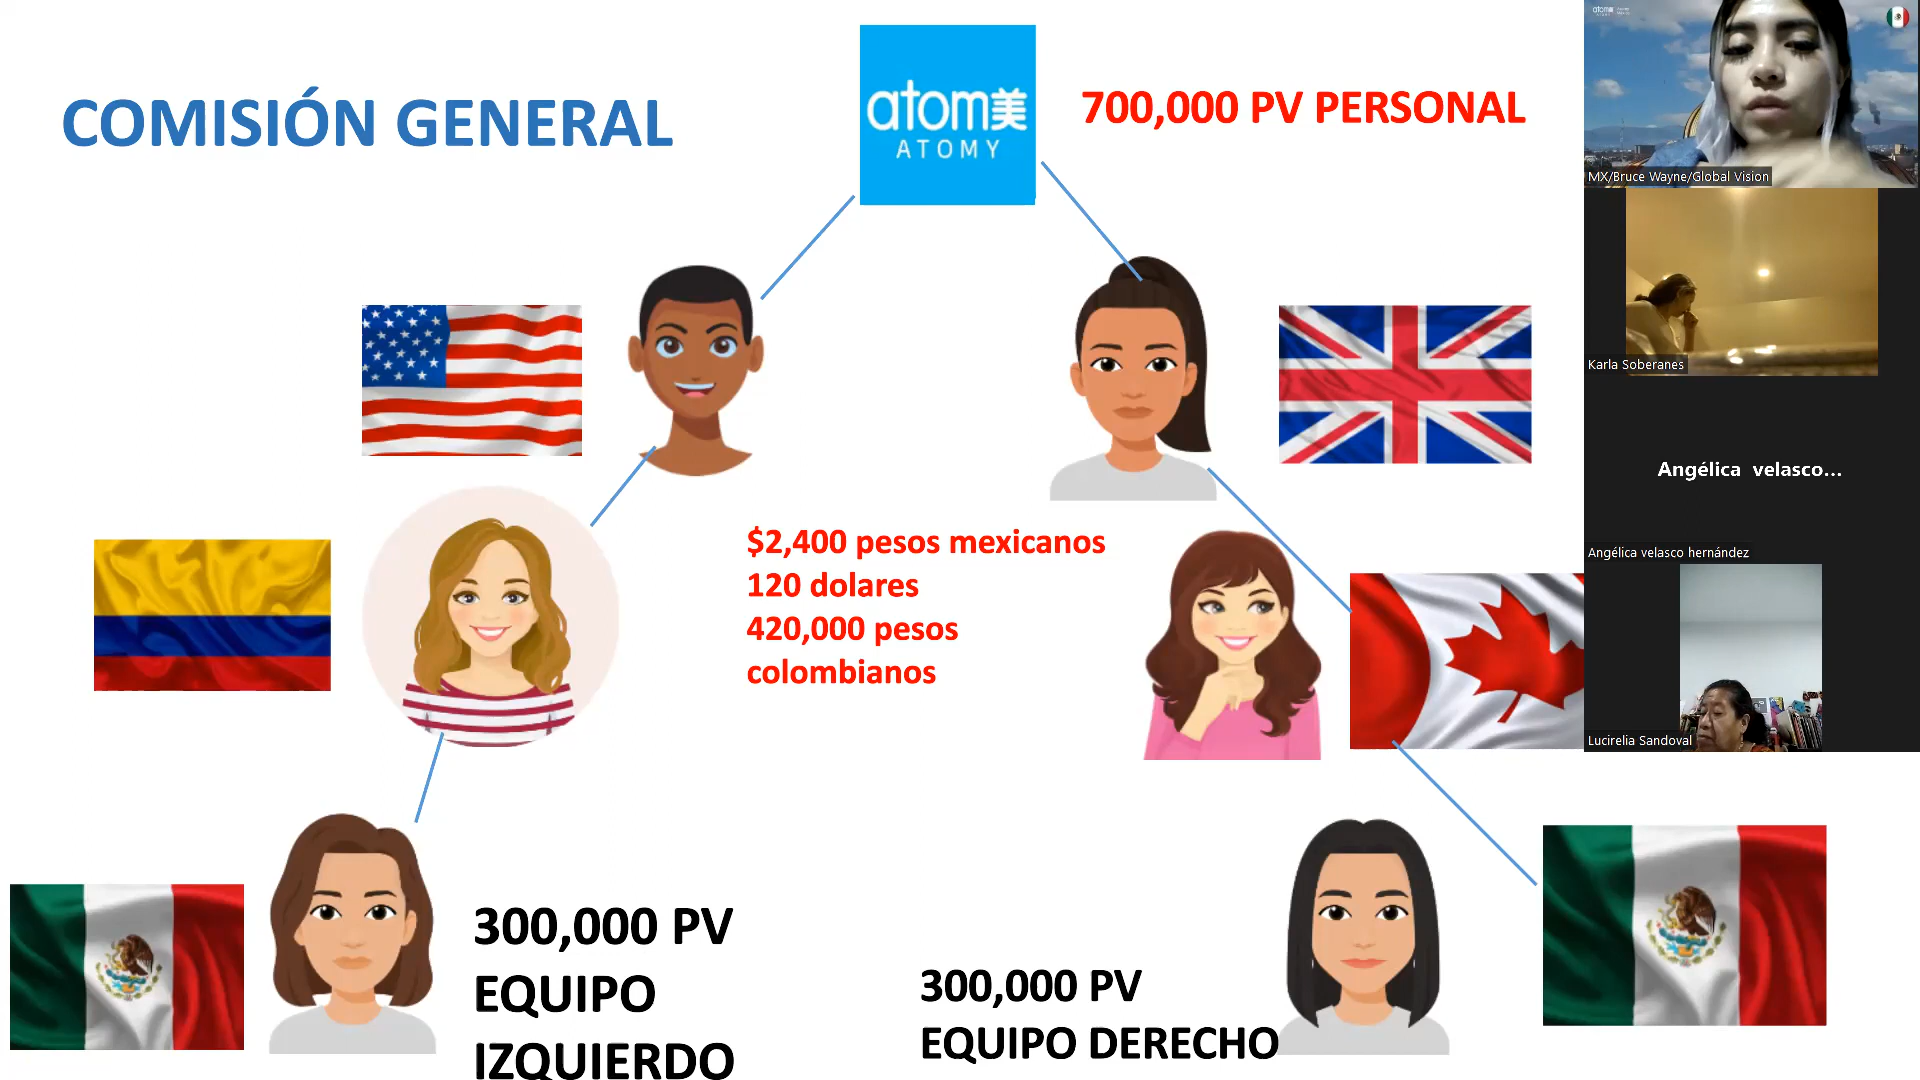 COMISIÓN GENERAL
atom美
ATOMY
700,000 PV PERSONAL
$2,400 pesos mexicanos
120 dolares
420,000 pesos
colombianos
300,000 PV
EQUIPO
IZQUIERDO
300,000 PV
EQUIPO DERECHO
MX/Bruce Wayne/Global Vision
Karla Soberanes
Angélica velasco...
Angélica velasco hernández
Lucirelia Sandoval